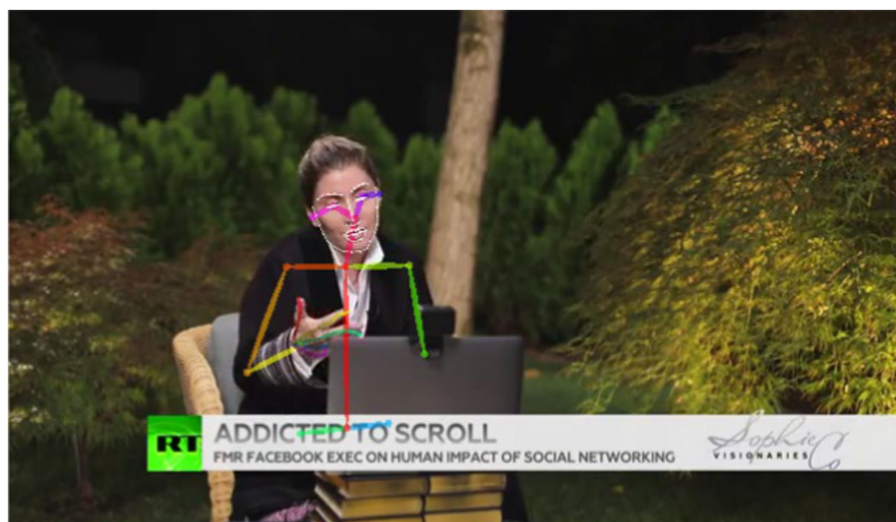 RT
ADDICTED TO SCROLL
FMR FACEBOOK EXEC ON HUMAN IMPACT OF SOCIAL NETWORKING
Sophie Co
VISIONARIES